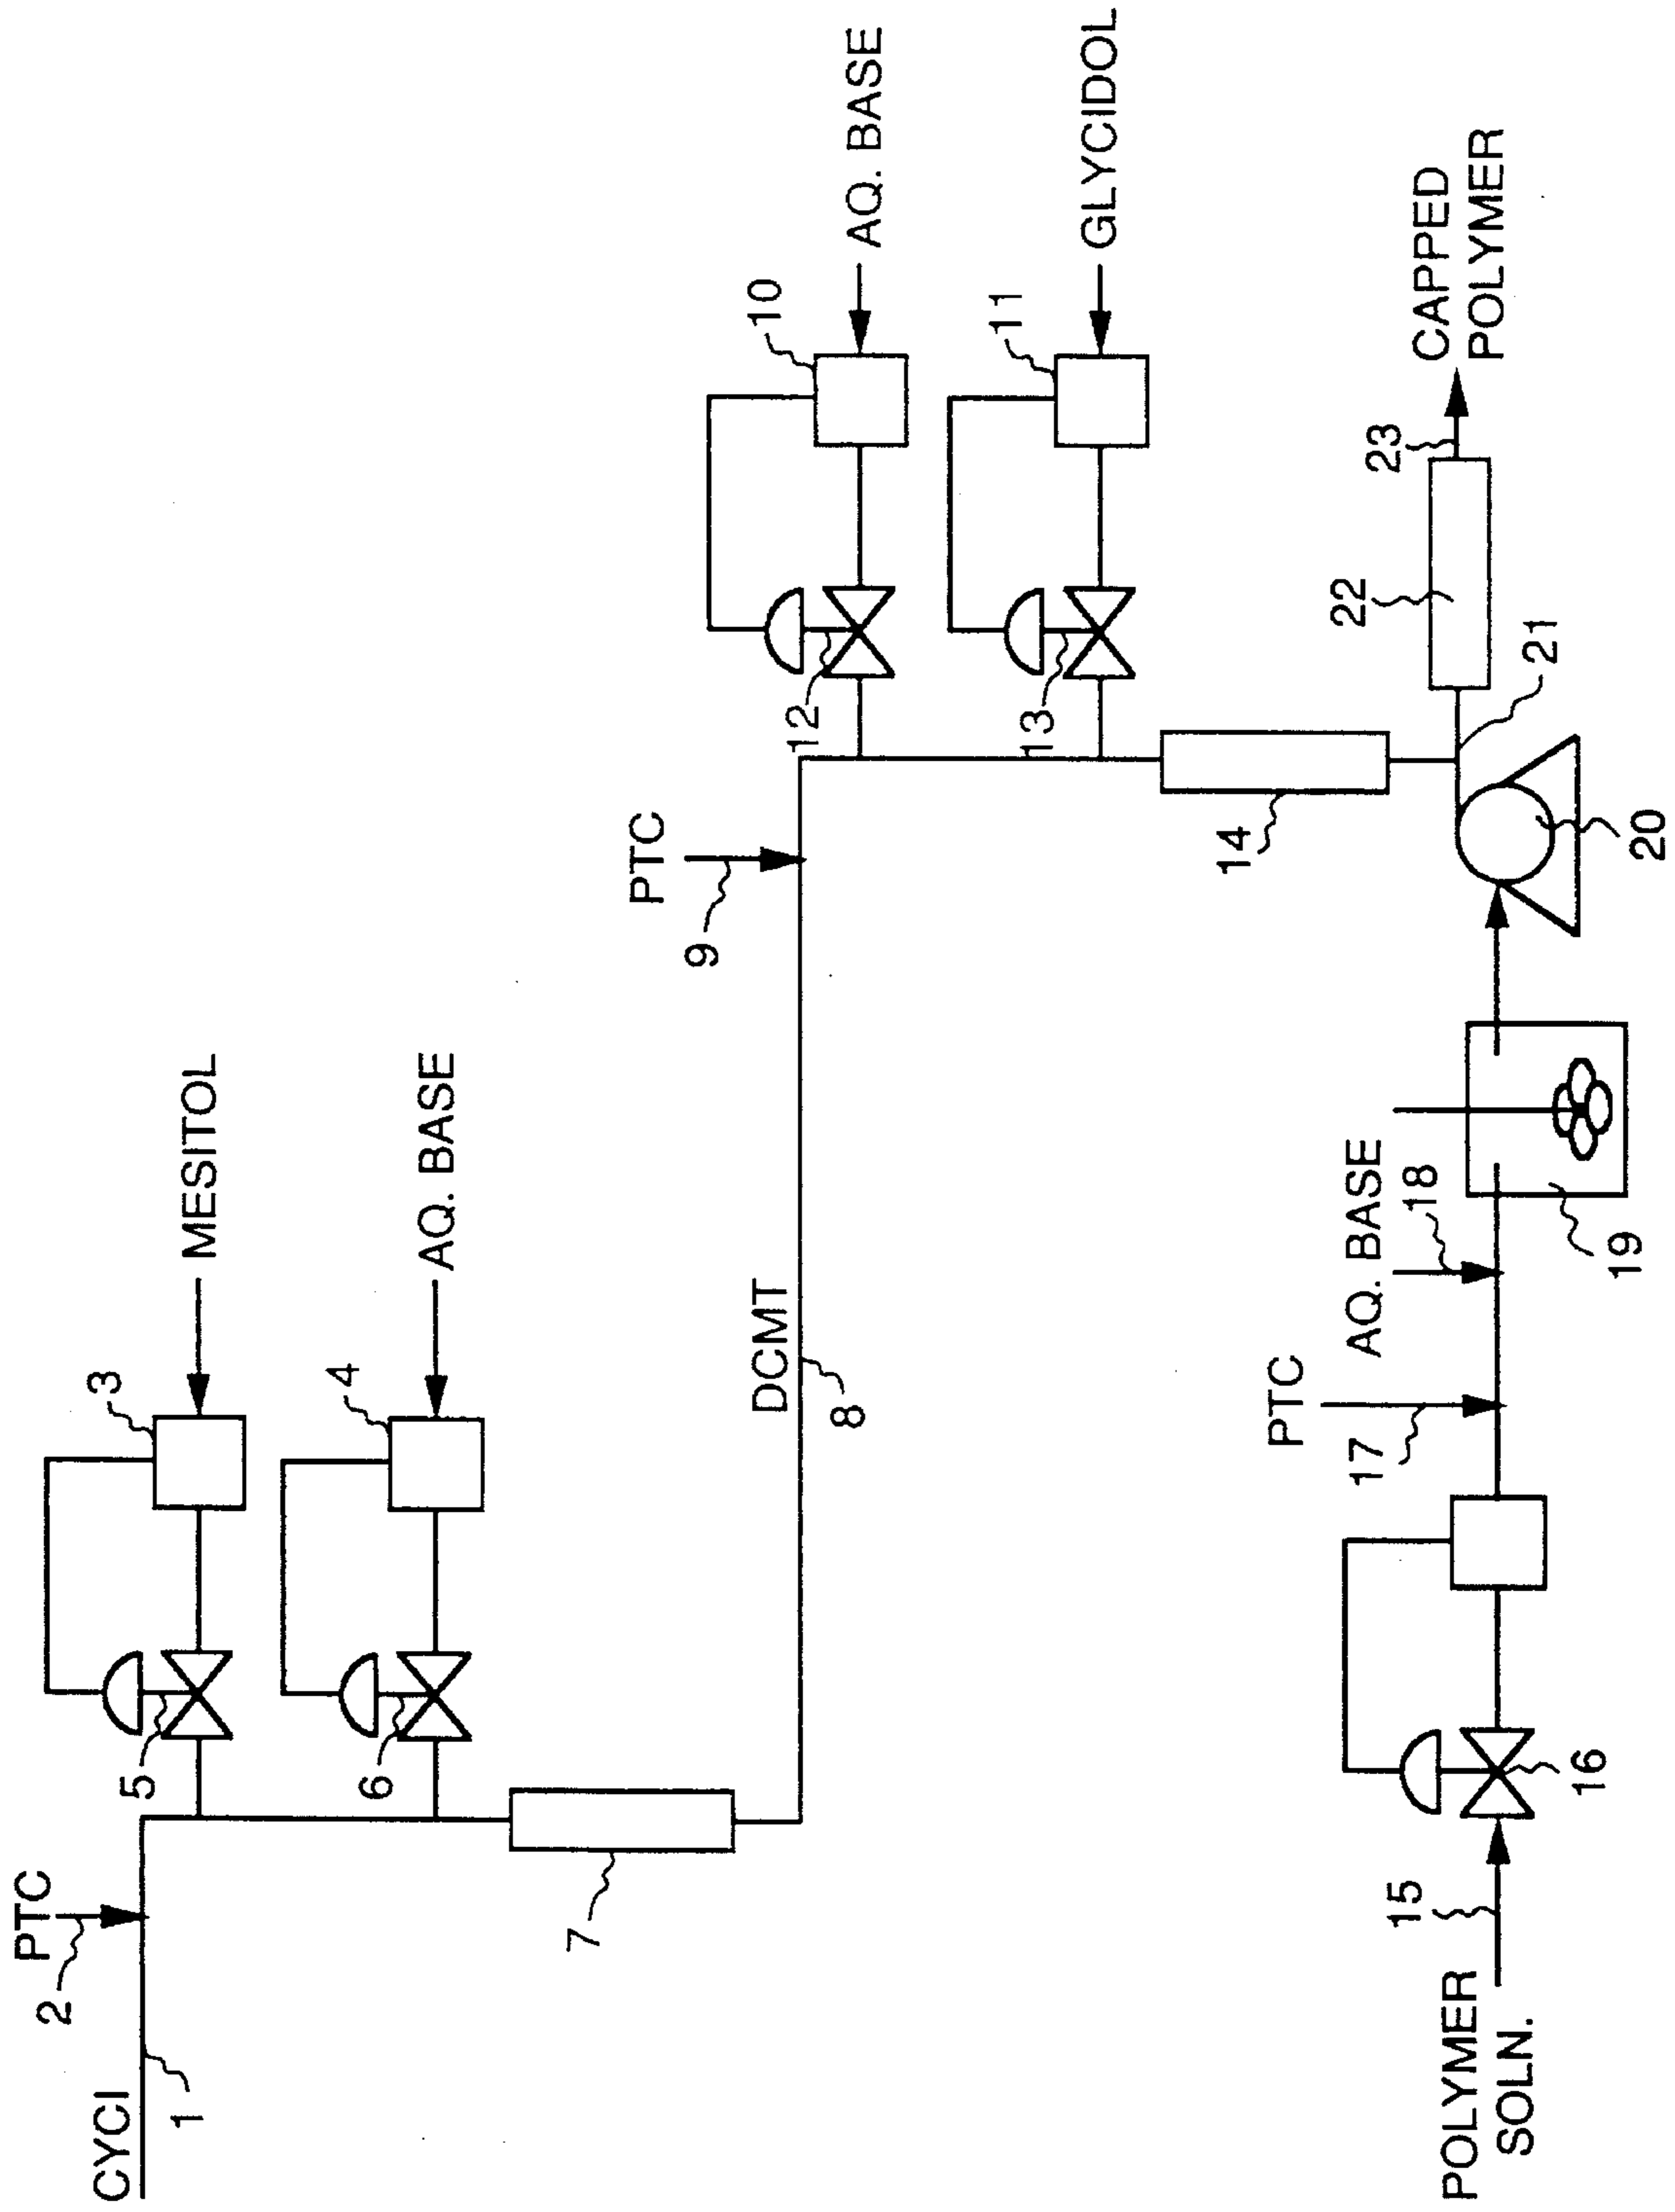 CYCl
1
PTC
2
MESITOL
3
5
AQ. BASE
4
6
7
DCMT
8
PTC
9
AQ. BASE
10
12
GLYCIDOL
11
13
14
POLYMER
SOLN.
15
16
PTC
17
AQ. BASE
18
19
20
21
22
23
CAPPED
POLYMER